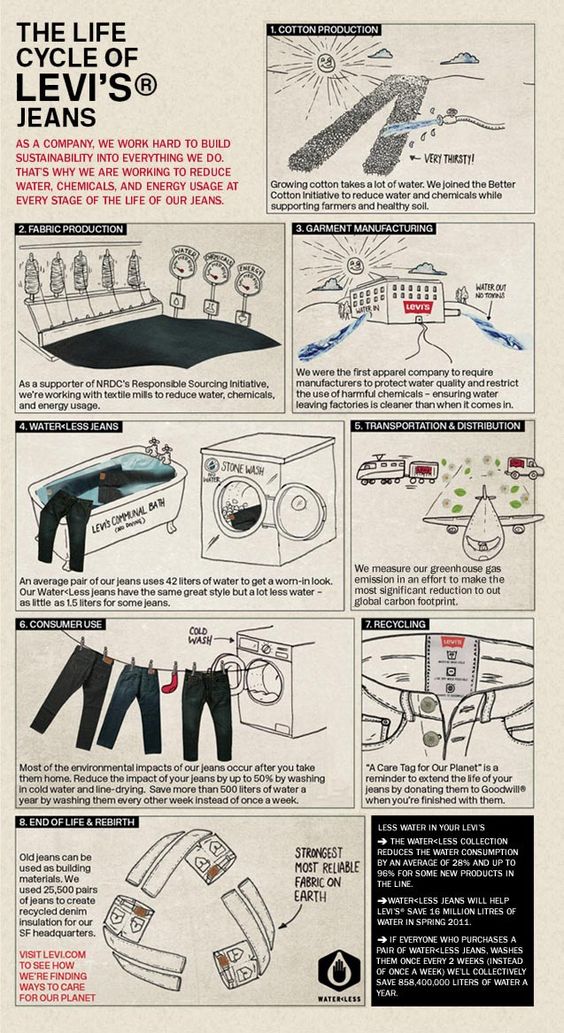 THE LIFE
CYCLE OF
LEVI'S®
JEANS
AS A COMPANY, WE WORK HARD TO BUILD
SUSTAINABILITY INTO EVERYTHING WE DO.
THAT'S WHY WE ARE WORKING TO REDUCE
WATER, CHEMICALS, AND ENERGY USAGE AT
EVERY STAGE OF THE LIFE OF OUR JEANS.
1. COTTON PRODUCTION
VERY THIRSTY!
Growing cotton takes a lot of water. We joined the Better
Cotton Initiative to reduce water and chemicals while
supporting farmers and healthy soil.
2. FABRIC PRODUCTION
WATER
CHEMICALS
ENERGY
As a supporter of NRDC's Responsible Sourcing Initiative,
we're working with textile mills to reduce water, chemicals,
and energy usage.
3. GARMENT MANUFACTURING
WATER IN
LEVI'S
WATER OUT
NO TOXINS
We were the first apparel company to require
manufacturers to protect water quality and restrict
the use of harmful chemicals – ensuring water
leaving factories is cleaner than when it comes in.
4. WATER<LESS JEANS
LEVI'S COMMUNAL BATH
(NO DIVING)
NO
WATER
STONE WASH
An average pair of our jeans uses 42 liters of water to get a worn-in look.
Our Water<Less jeans have the same great style but a lot less water –
as little as 1.5 liters for some jeans.
5. TRANSPORTATION & DISTRIBUTION
We measure our greenhouse gas
emission in an effort to make the
most significant reduction to out
global carbon footprint.
6. CONSUMER USE
COLD
WASH
Most of the environmental impacts of our jeans occur after you take
them home. Reduce the impact of your jeans by up to 50% by washing
in cold water and line-drying. Save more than 500 liters of water a
year by washing them every other week instead of once a week.
7. RECYCLING
LEVI'S
"A Care Tag for Our Planet" is a
reminder to extend the life of your
jeans by donating them to Goodwill®
when you're finished with them.
8. END OF LIFE & REBIRTH
Old jeans can be
used as building
materials. We
used 25,500 pairs
of jeans to create
recycled denim
insulation for our
SF headquarters.
VISIT LEVI.COM
TO SEE HOW
WE'RE FINDING
WAYS TO CARE
FOR OUR PLANET
STRONGEST
MOST RELIABLE
FABRIC ON
EARTH
WATER<LESS
LESS WATER IN YOUR LEVI'S
→ THE WATER<LESS COLLECTION
REDUCES THE WATER CONSUMPTION
BY AN AVERAGE OF 28% AND UP TO
96% FOR SOME NEW PRODUCTS IN
THE LINE.
→WATER<LESS JEANS WILL HELP
LEVI'S® SAVE 16 MILLION LITRES OF
WATER IN SPRING 2011.
→ IF EVERYONE WHO PURCHASES A
PAIR OF WATER<LESS JEANS, WASHES
THEM ONCE EVERY 2 WEEKS (INSTEAD
OF ONCE A WEEK) WE'LL COLLECTIVELY
SAVE 858,400,000 LITERS OF WATER A
YEAR.